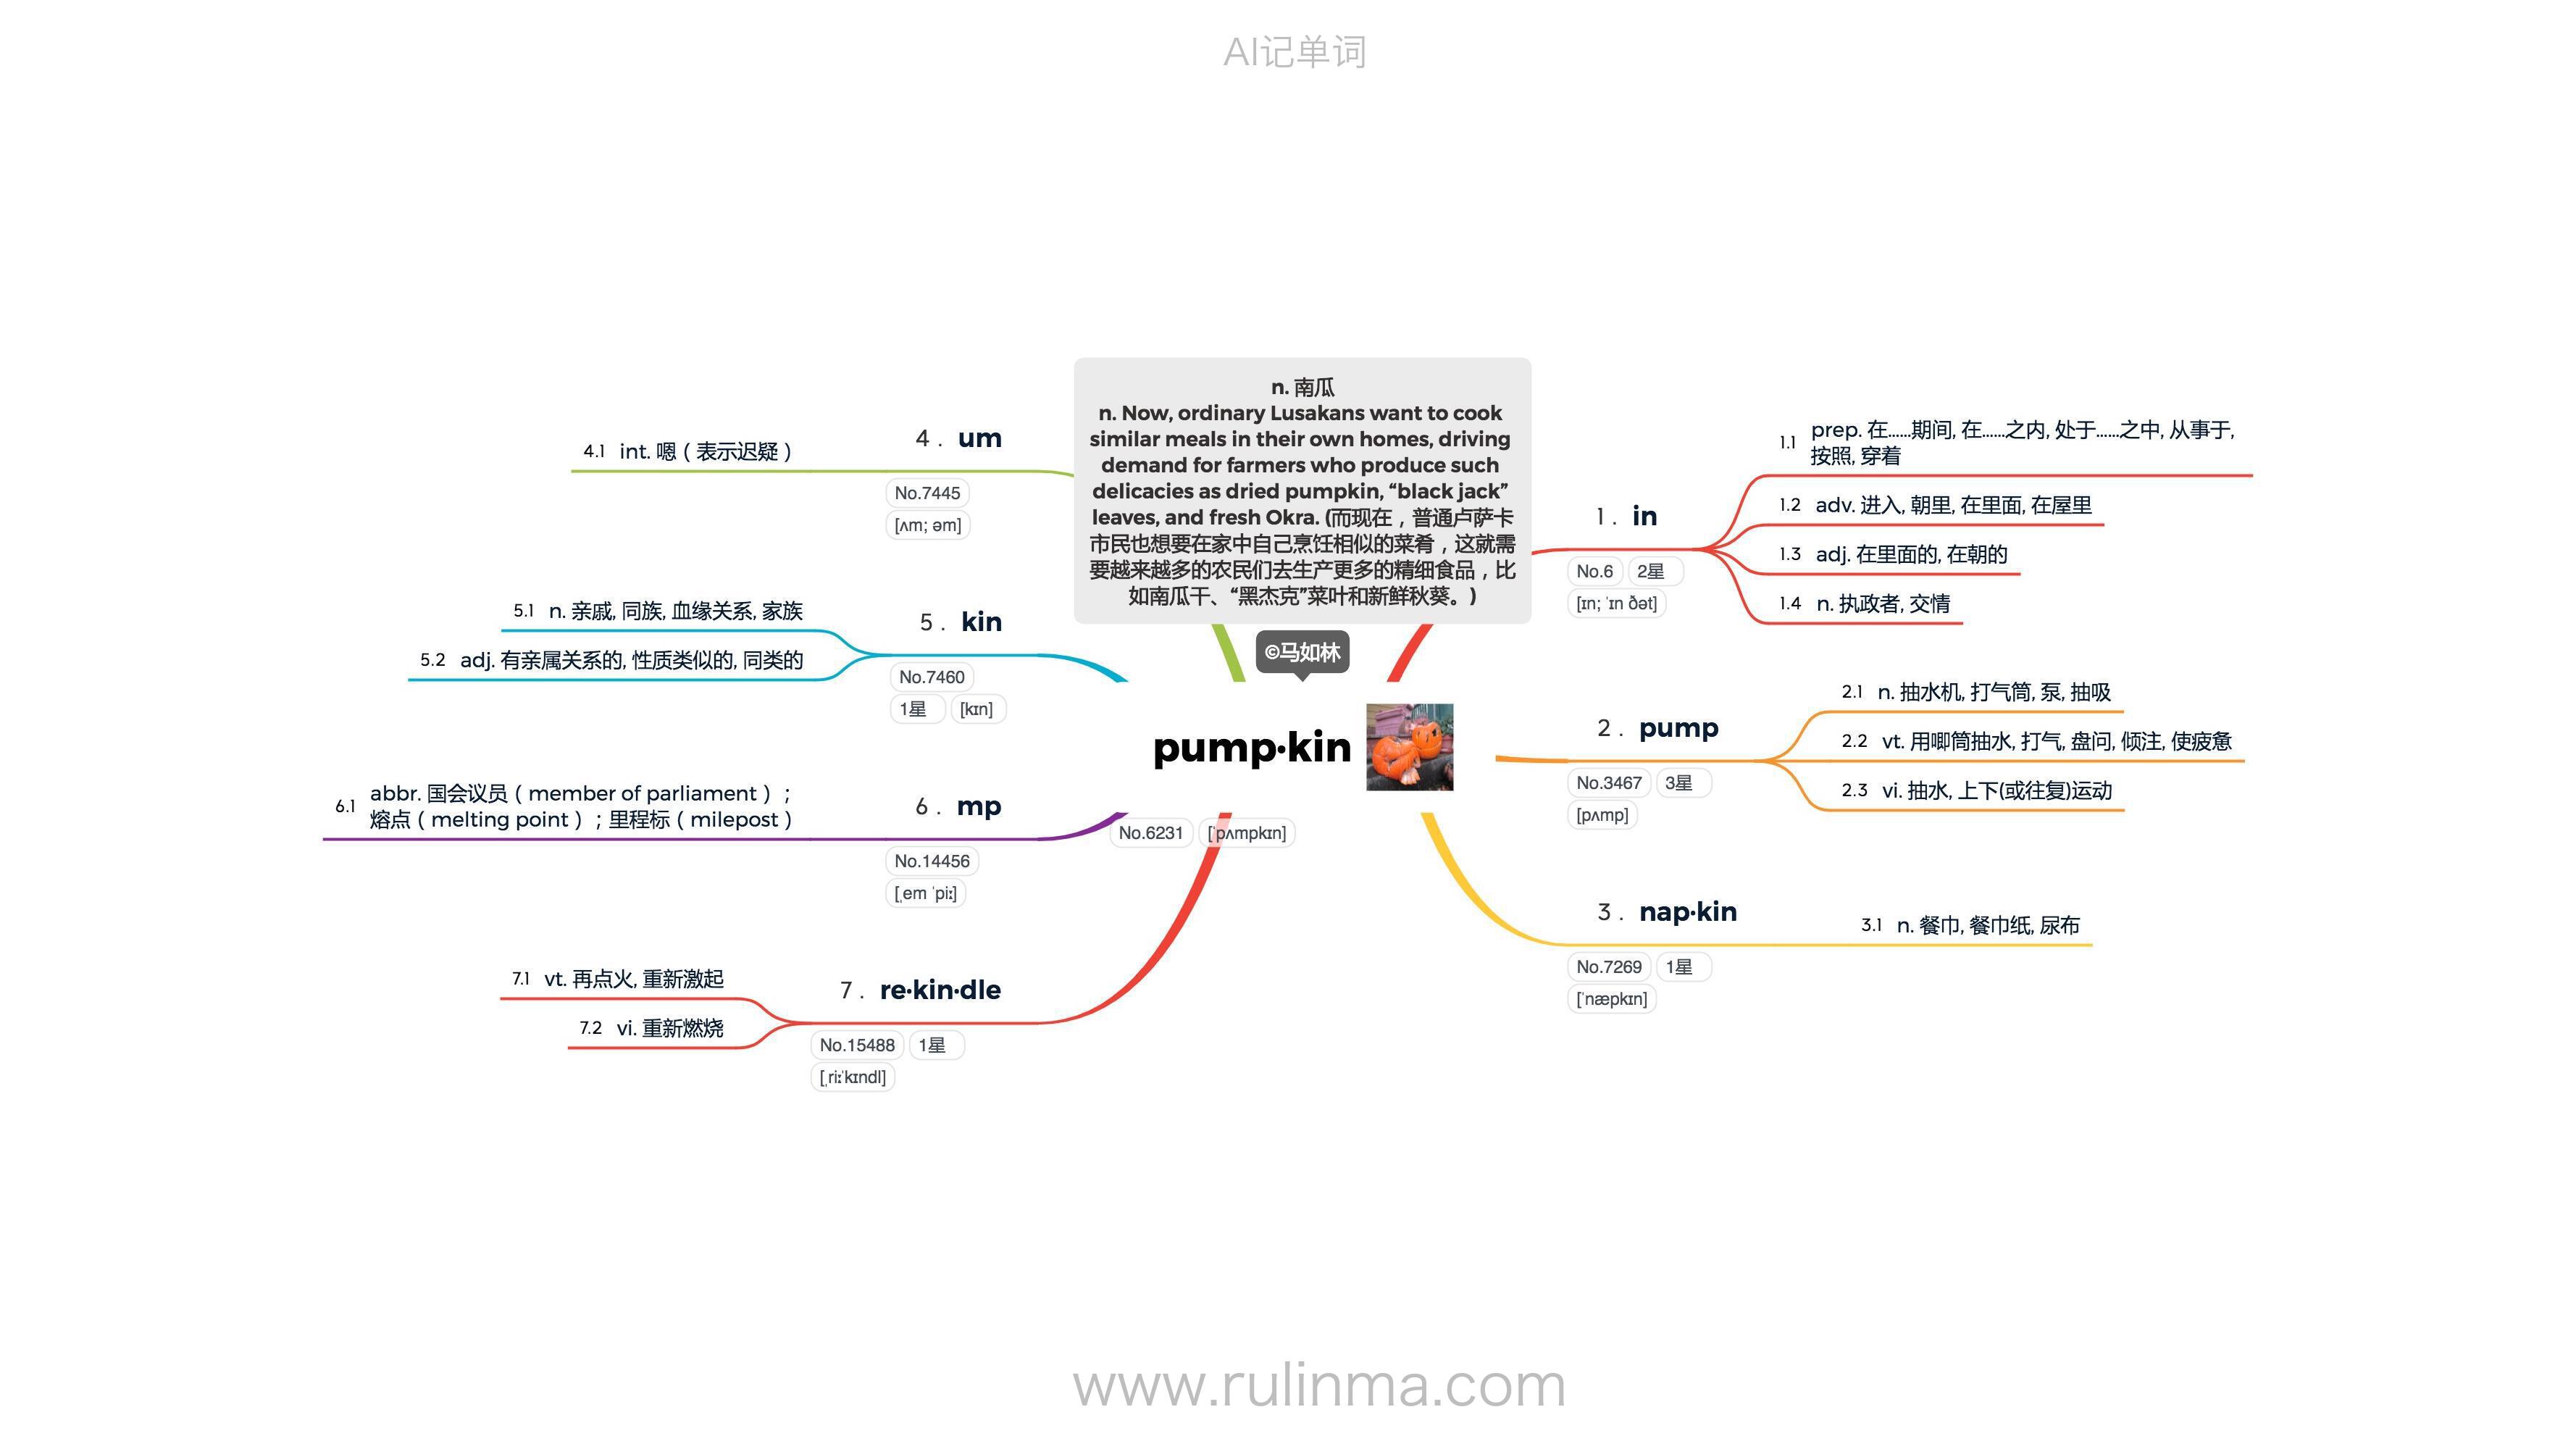 AI记单词
n. 南瓜
n. Now, ordinary Lusakans want to cook
similar meals in their own homes, driving
demand for farmers who produce such
delicacies as dried pumpkin, “black jack”
leaves, and fresh Okra. (而现在，普通卢萨卡
市民也想要在家中自己烹饪相似的菜肴，这就需
要越来越多的农民们去生产更多的精细食品，比
如南瓜干、“黑杰克”菜叶和新鲜秋葵。)
©马如林
pump·kin
No.6231 [ˈpʌmpkɪn]
1. in
No.6 2星
[ɪn; ˈɪn ðət]
1.1 prep. 在……期间, 在……之内, 处于……之中, 从事于,
按照, 穿着
1.2 adv. 进入, 朝里, 在里面, 在屋里
1.3 adj. 在里面的, 在朝的
1.4 n. 执政者, 交情
2. pump
No.3467 3星
[pʌmp]
2.1 n. 抽水机, 打气筒, 泵, 抽吸
2.2 vt. 用唧筒抽水, 打气, 盘问, 倾注, 使疲惫
2.3 vi. 抽水, 上下(或往复)运动
3. nap·kin
No.7269 1星
[ˈnæpkɪn]
3.1 n. 餐巾, 餐巾纸, 尿布
4. um
No.7445
[ʌm; əm]
4.1 int. 嗯（表示迟疑）
5. kin
No.7460
1星 [kɪn]
5.1 n. 亲戚, 同族, 血缘关系, 家族
5.2 adj. 有亲属关系的, 性质类似的, 同类的
6. mp
No.14456
[ˌem ˈpiː]
6.1 abbr. 国会议员（member of parliament）；
熔点（melting point）；里程标（milepost）
7. re·kin·dle
No.15488 1星
[ˌriːˈkɪndl]
7.1 vt. 再点火, 重新激起
7.2 vi. 重新燃烧
www.rulinma.com